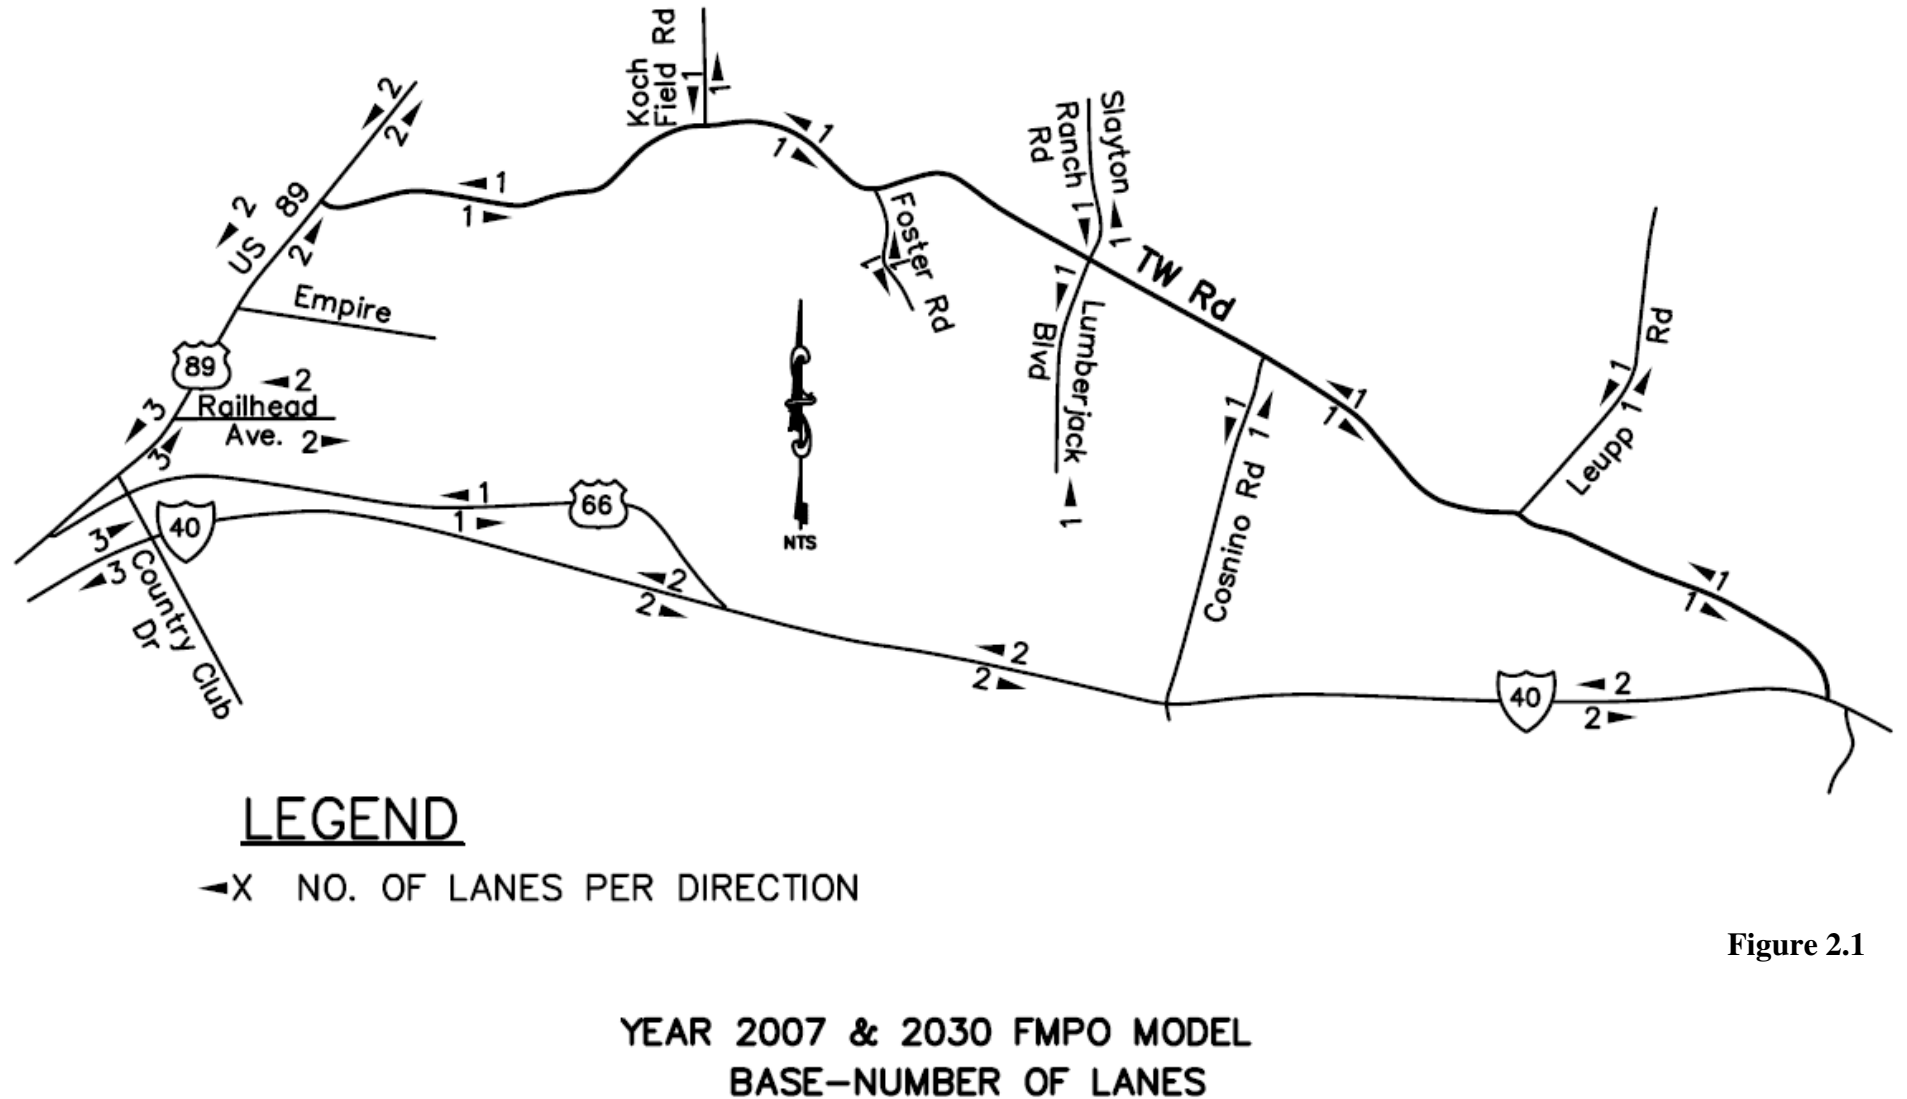 Koch
Field Rd
1
1
2
2
1
1
Slayton
Ranch
Rd
1
1
2
US 89
2
1
1
Foster Rd
1
1
TW Rd
Empire
1
Lumberjack
Blvd
1
Leupp Rd
1
1
89
2
Railhead
Ave. 2
3
3
1
1
Cosnino Rd
1
1
66
1
1
40
3
3
Country Club
Dr
NTS
2
2
1
1
2
2
40
2
2
LEGEND
X NO. OF LANES PER DIRECTION
Figure 2.1
YEAR 2007 & 2030 FMPO MODEL
BASE-NUMBER OF LANES